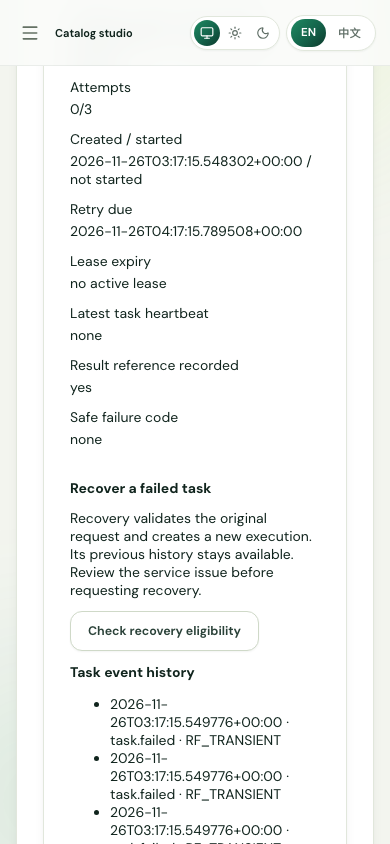 Catalog studio
EN 中文
Attempts
0/3
Created / started
2026-11-26T03:17:15.548302+00:00 /
not started
Retry due
2026-11-26T04:17:15.789508+00:00
Lease expiry
no active lease
Latest task heartbeat
none
Result reference recorded
yes
Safe failure code
none
Recover a failed task
Recovery validates the original
request and creates a new execution.
Its previous history stays available.
Review the service issue before
requesting recovery.
Check recovery eligibility
Task event history
• 2026-11-
26T03:17:15.549776+00:00 ·
task.failed · RF_TRANSIENT
• 2026-11-
26T03:17:15.549776+00:00 ·
task.failed · RF_TRANSIENT
• 2026-11-
26T03:17:15.549776+00:00 ·
task.failed · RF_TRANSIENT